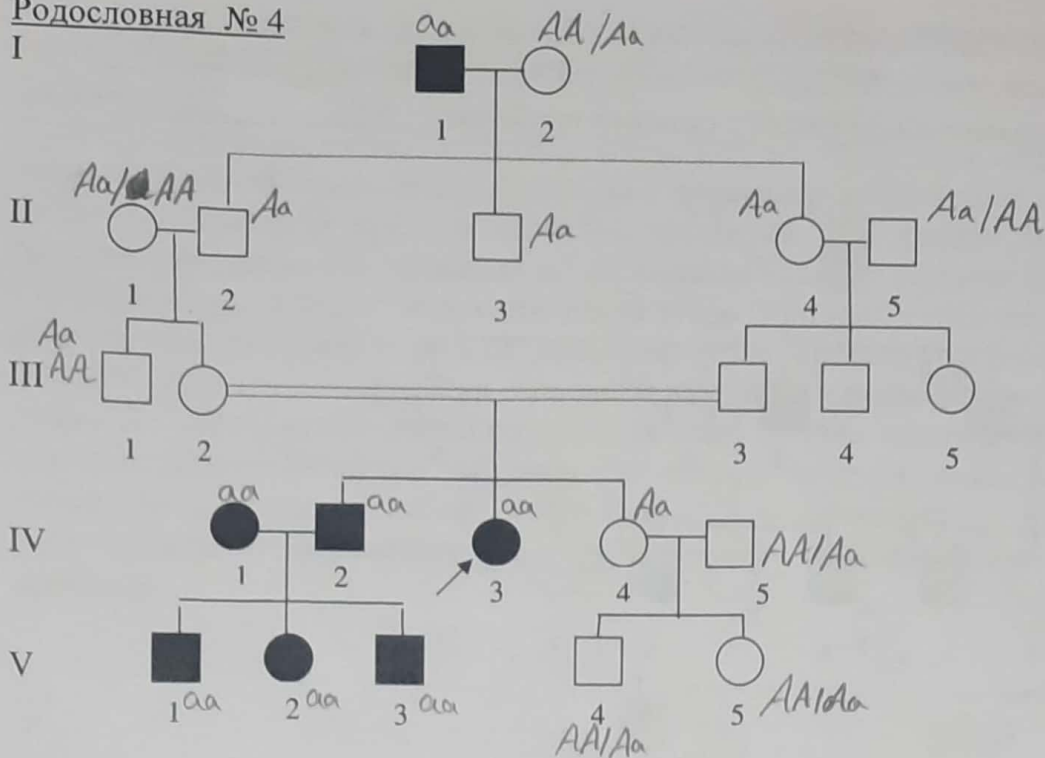 Родословная № 4
I
aa AA/Aa
1 2
II
Aa/AA Aa Aa Aa Aa/AA
1 2 3 4 5
III
Aa
AA
1 2 3 4 5
IV
aa aa aa Aa AA/Aa
1 2 3 4 5
V
1 aa 2 aa 3 aa 4 5 AA/Aa
AA/Aa